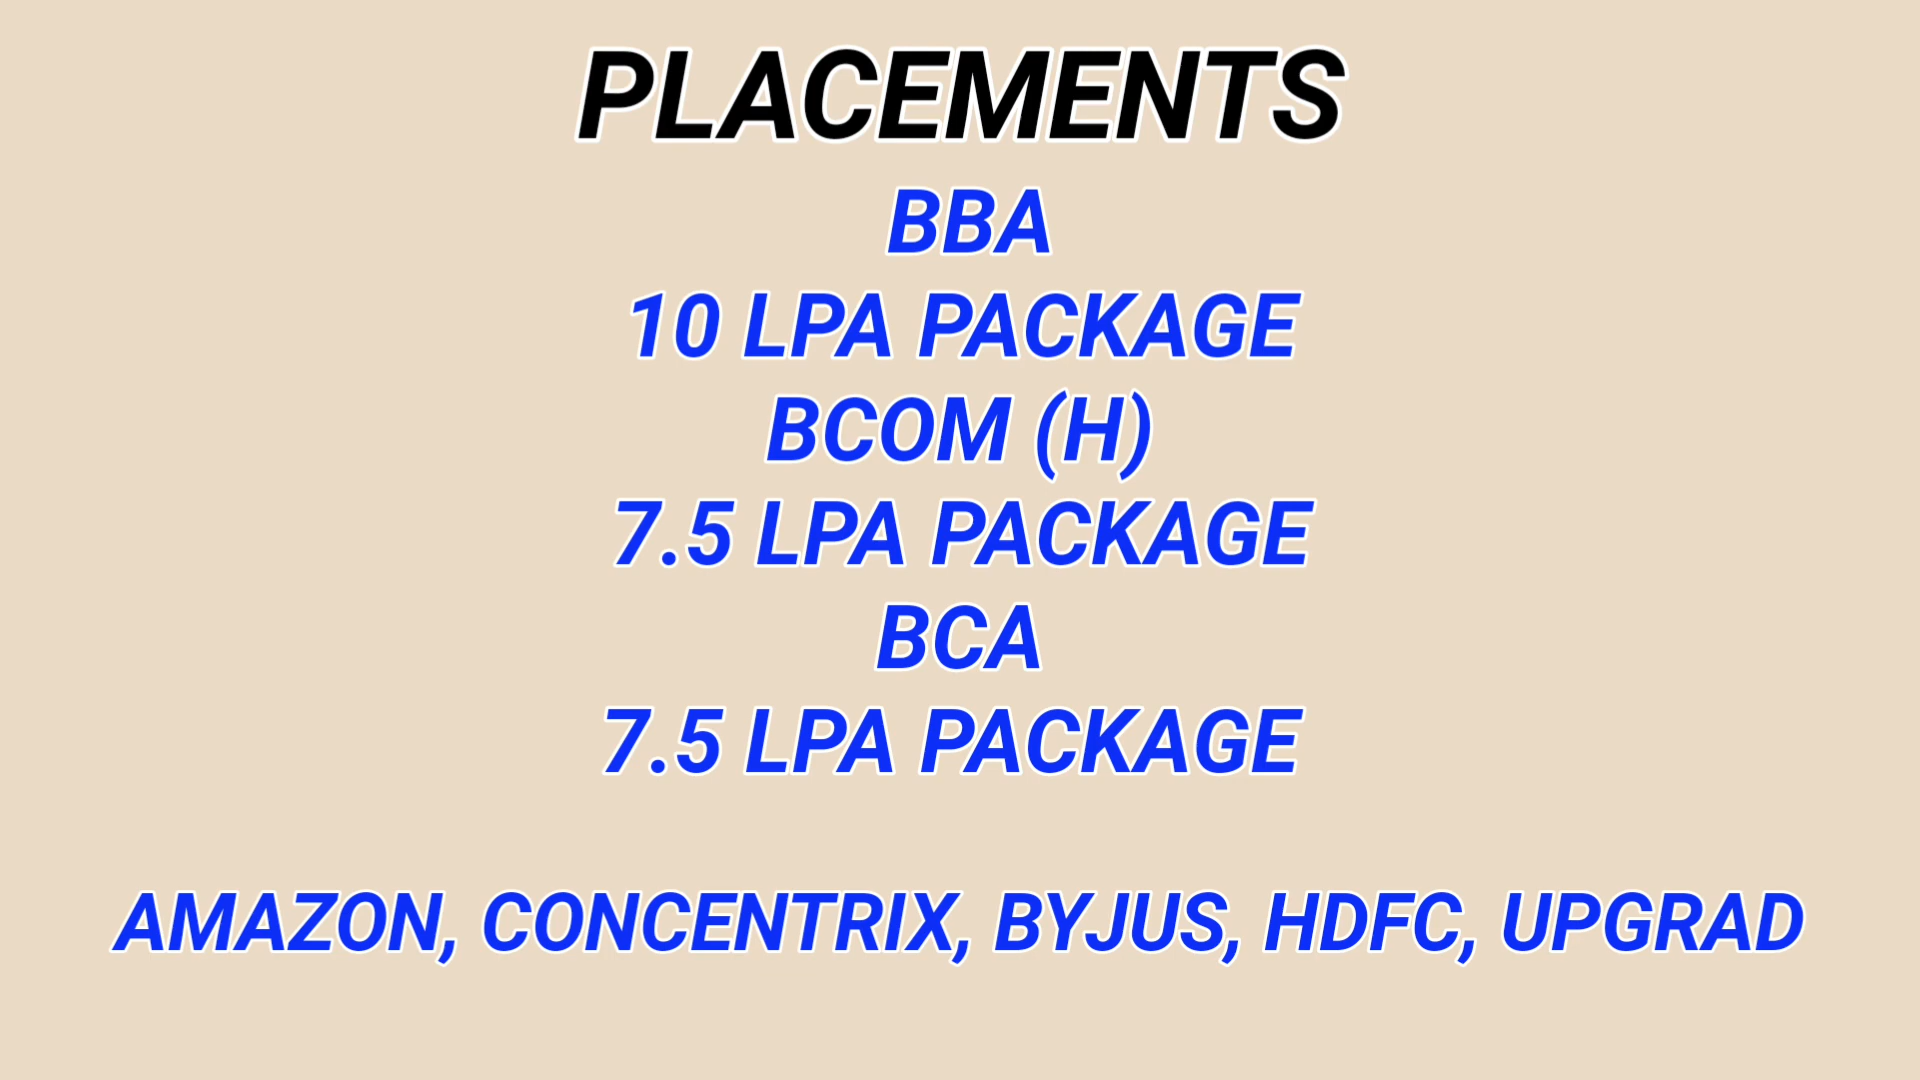 PLACEMENTS
BBA
10 LPA PACKAGE
BCOM (H)
7.5 LPA PACKAGE
BCA
7.5 LPA PACKAGE
AMAZON, CONCENTRIX, BYJUS, HDFC, UPGRAD